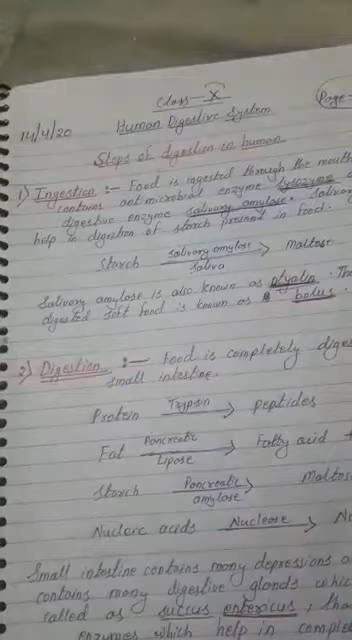 Class - X
Page-
14/4/20
Human Digestive System
Steps of digestion in human
1) Ingestion :- Food is ingested through the mouth
contains antimicrobial enzyme lysozyme
digestive enzyme salivary amylase. Salivary
help in digestion of starch present in food.
Starch salivary amylase saliva → Maltose
Salivary amylase is also known as ptyalin. The
digested soft food is known as bolus.
2) Digestion :- Food is completely diges
small intestine.
Protein Trypsin → peptides
Fat Pancreatic Lipase → Fatty acid +
Starch Pancreatic amylase → Maltos
Nucleic acids Nuclease → N
Small intestine contains many depressions
contains many digestive glands whic
called as succus entericus, tha
enzymes which help in comple